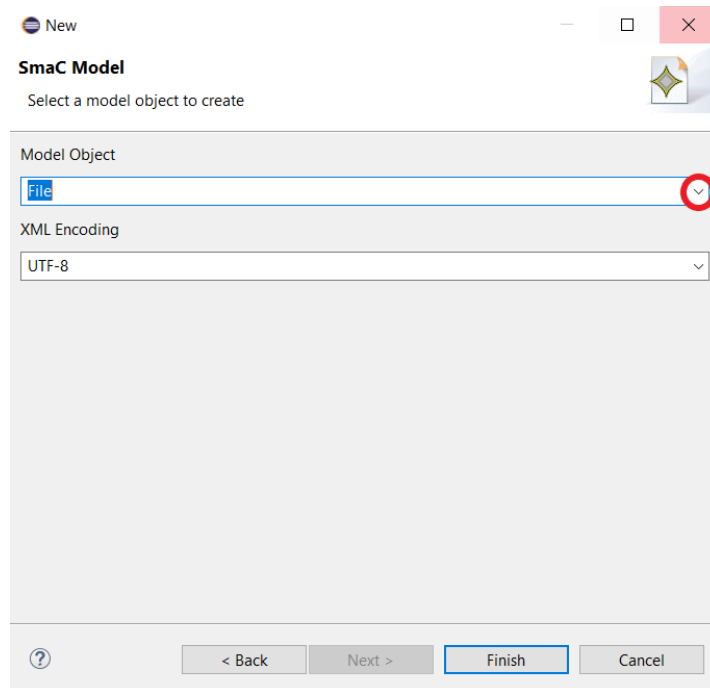 New
SmaC Model
Select a model object to create
Model Object
File
XML Encoding
UTF-8
? < Back Next > Finish Cancel